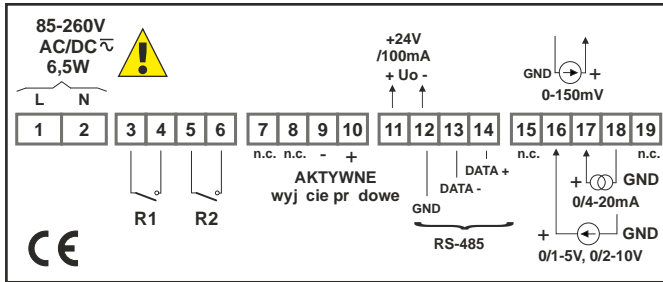 85-260V
AC/DC
6,5W
L N
+24V
/100mA
+ Uo -
GND +
0-150mV
1 2 3 4 5 6 7 8 9 10 11 12 13 14 15 16 17 18 19
n.c. n.c. - +
n.c. n.c.
AKTYWNE
wyj cie pr dowe
R1 R2
DATA +
DATA -
GND
RS-485
+ GND
0/4-20mA
+ GND
0/1-5V, 0/2-10V
CE